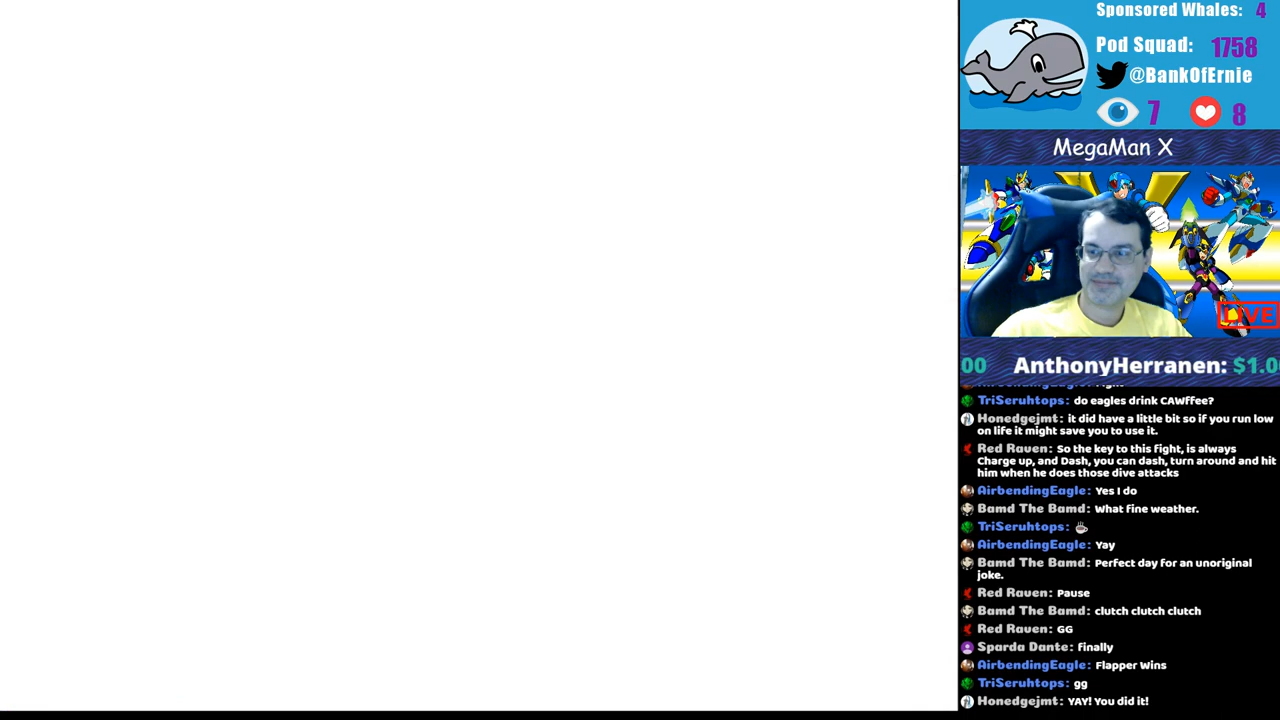 Sponsored Whales: 4
Pod Squad: 1758
@BankOfErnie
7 8
MegaMan X
LIVE
00 AnthonyHerranen: $1.0
TriSeruhtops: do eagles drink CAWffee?
Honedgejmt: it did have a little bit so if you run low
on life it might save you to use it.
Red Raven: So the key to this fight, is always
Charge up, and Dash, you can dash, turn around and hit
him when he does those dive attacks
AirbendingEagle: Yes I do
Bamd The Bamd: What fine weather.
TriSeruhtops: ☕
AirbendingEagle: Yay
Bamd The Bamd: Perfect day for an unoriginal
joke.
Red Raven: Pause
Bamd The Bamd: clutch clutch clutch
Red Raven: GG
Sparda Dante: finally
AirbendingEagle: Flapper Wins
TriSeruhtops: gg
Honedgejmt: YAY! You did it!